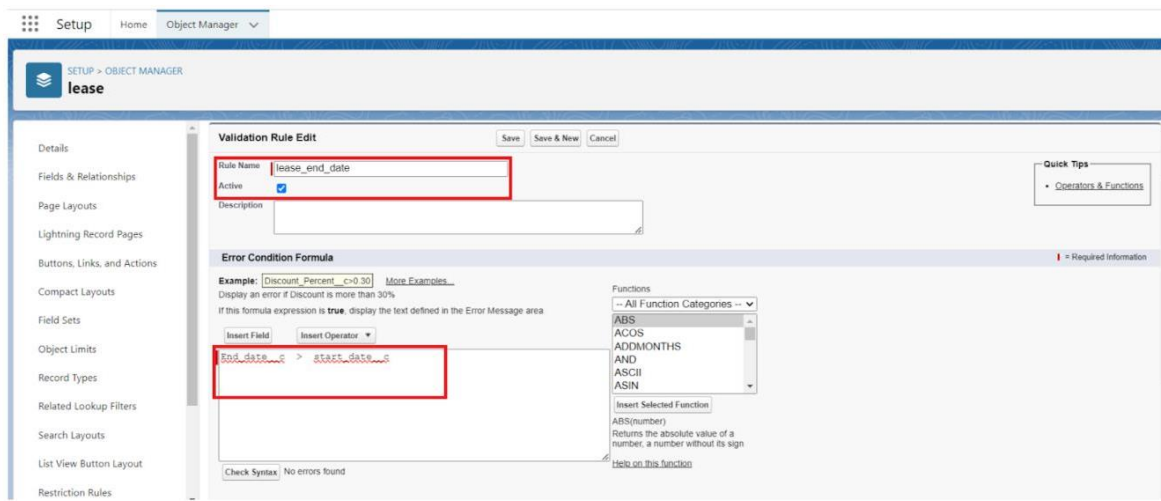 Setup Home Object Manager
SETUP > OBJECT MANAGER
lease
Details
Fields & Relationships
Page Layouts
Lightning Record Pages
Buttons, Links, and Actions
Compact Layouts
Field Sets
Object Limits
Record Types
Related Lookup Filters
Search Layouts
List View Button Layout
Restriction Rules
Validation Rule Edit
Save Save & New Cancel
Rule Name lease_end_date
Active
Description
Quick Tips
• Operators & Functions
Error Condition Formula
= Required Information
Example: Discount_Percent__c>0.30 More Examples...
Display an error if Discount is more than 30%
If this formula expression is true, display the text defined in the Error Message area
Insert Field Insert Operator
End_date__c > start_date__c
Check Syntax No errors found
Functions
-- All Function Categories --
ABS
ACOS
ADDMONTHS
AND
ASCII
ASIN
Insert Selected Function
ABS(number)
Returns the absolute value of a
number, a number without its sign
Help on this function